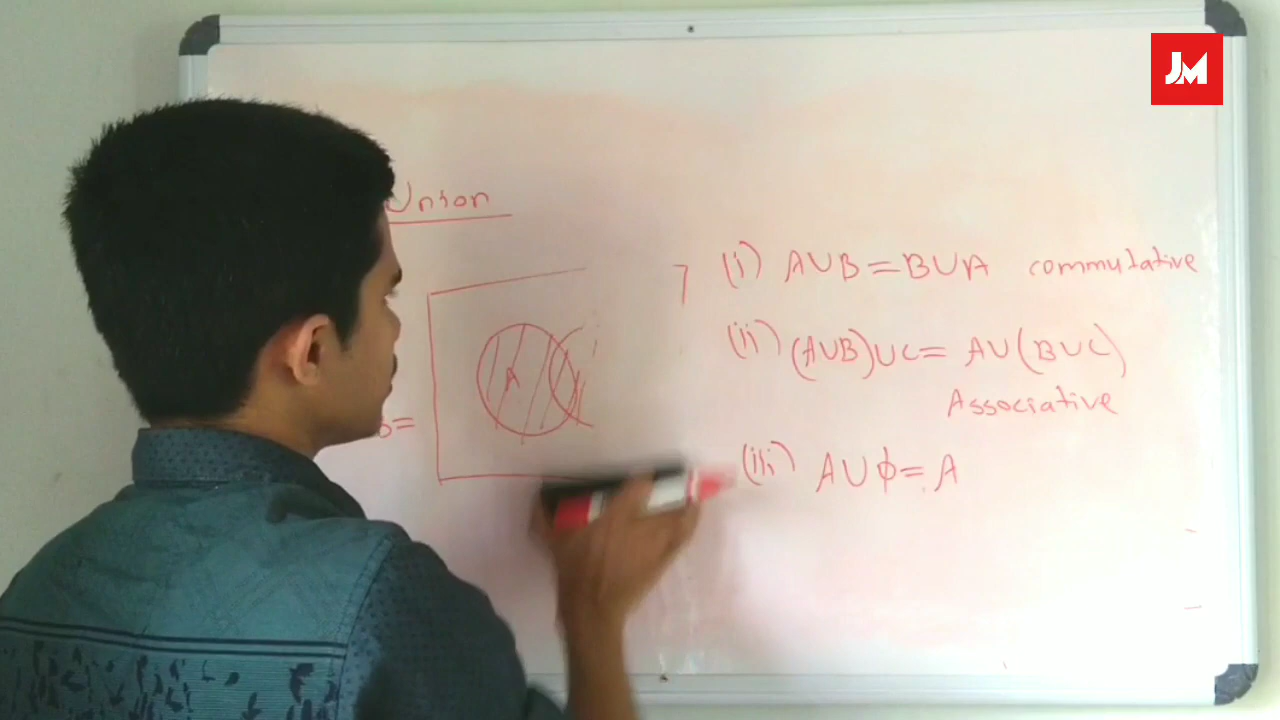 JM
Union
(i) A∪B = B∪A commutative
(ii) (A∪B)∪C = A∪(B∪C)
Associative
A
(iii) A∪ϕ = A